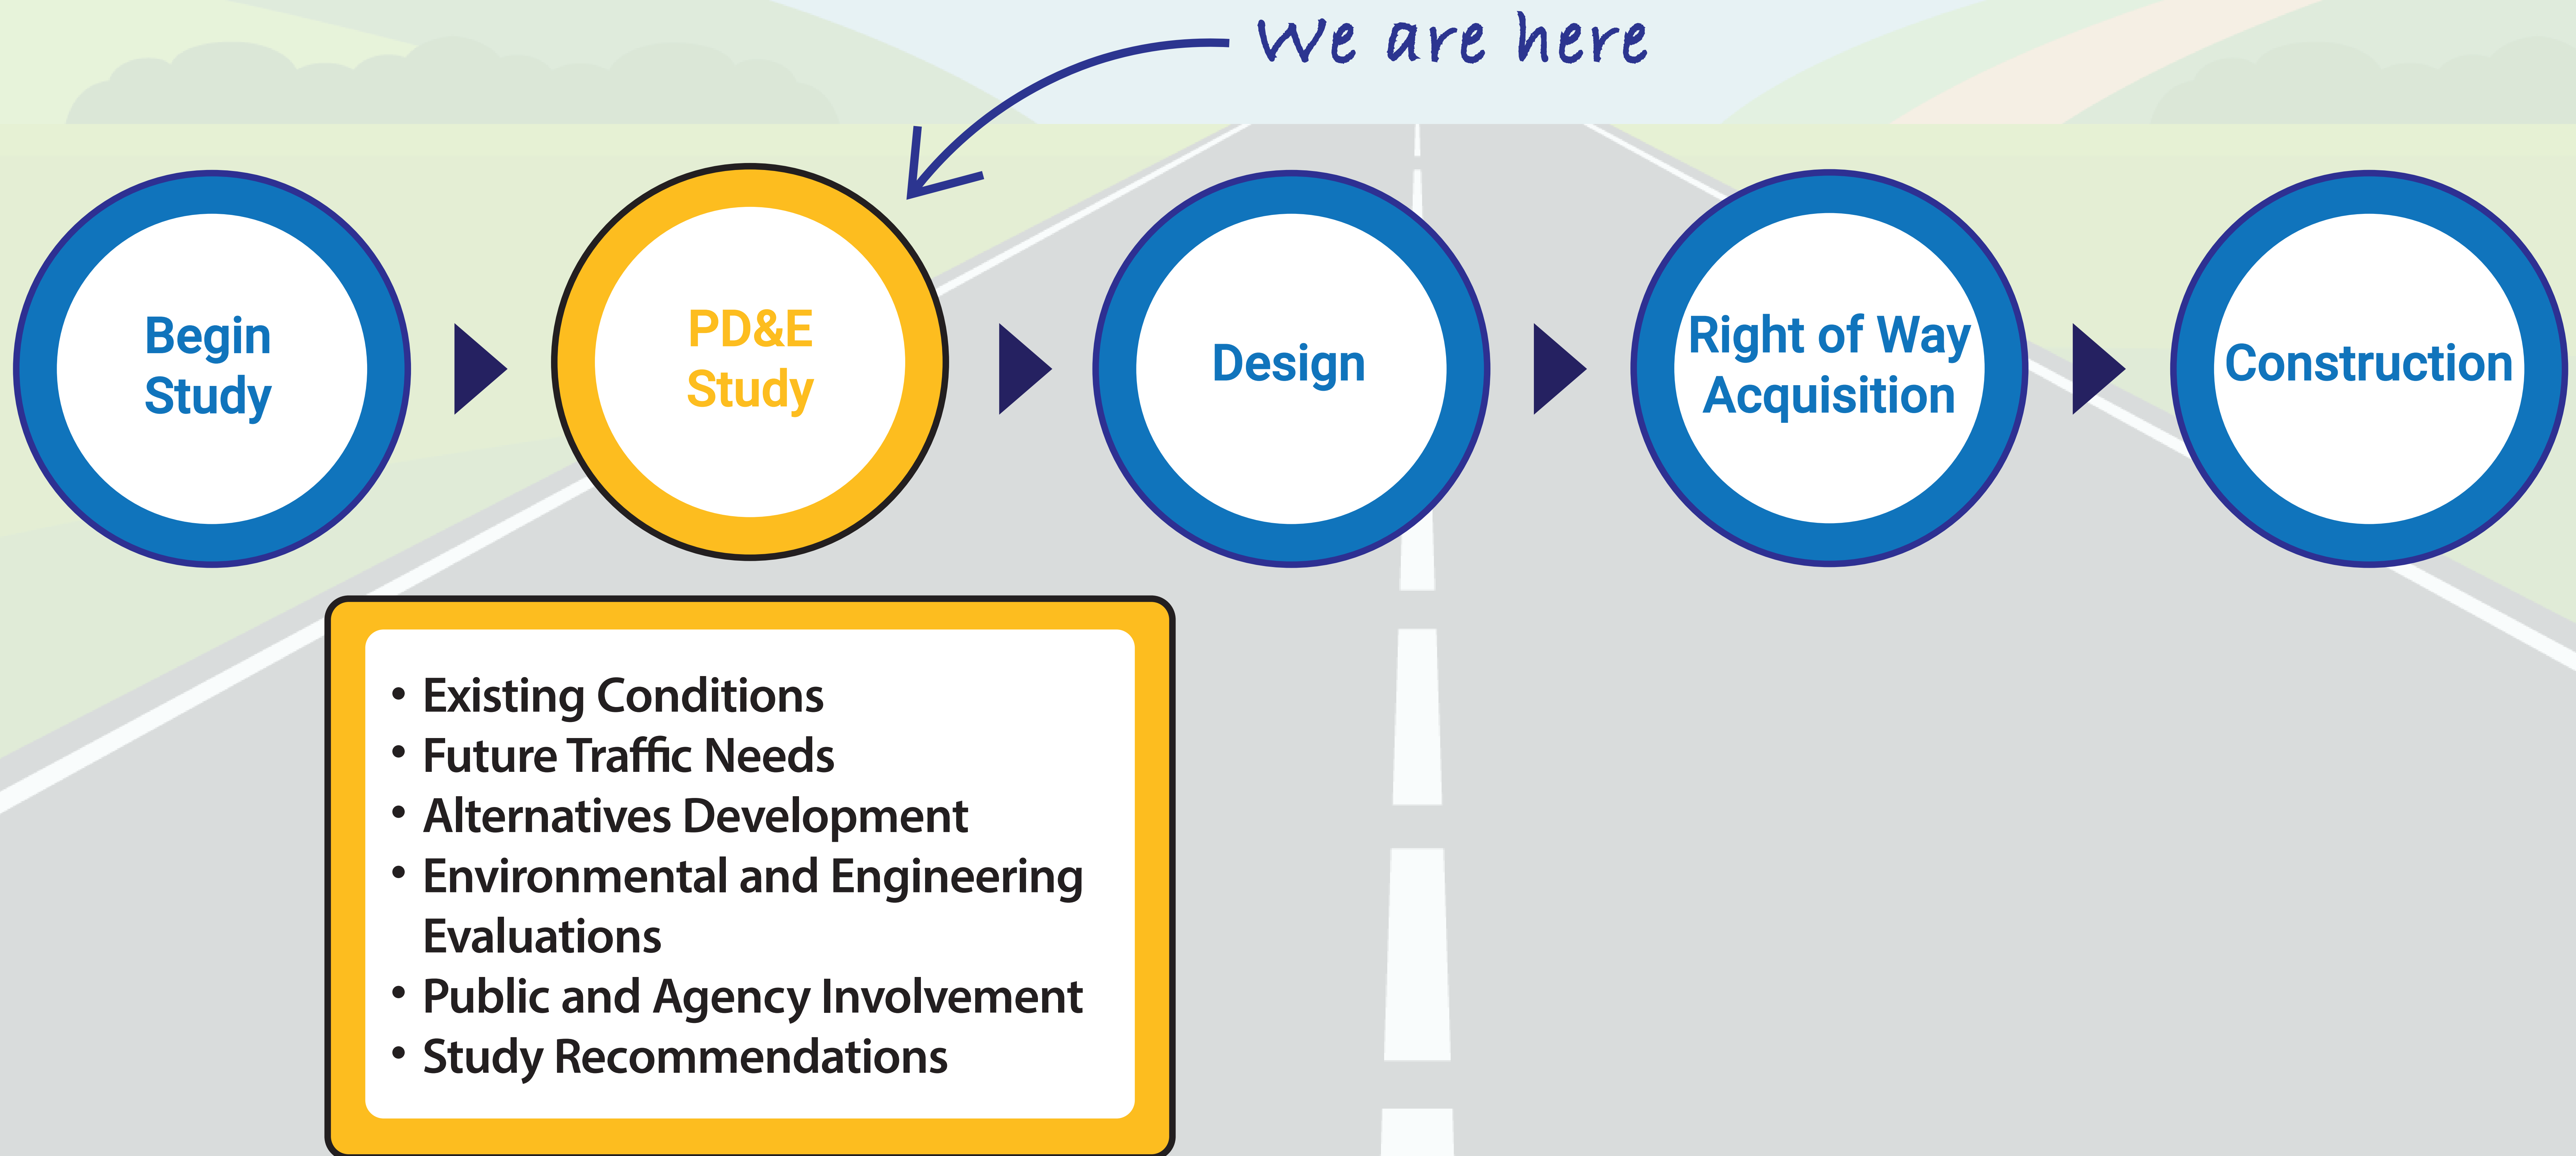 We are here
Begin
Study
PD&E
Study
Design
Right of Way
Acquisition
Construction
• Existing Conditions
• Future Traffic Needs
• Alternatives Development
• Environmental and Engineering
Evaluations
• Public and Agency Involvement
• Study Recommendations